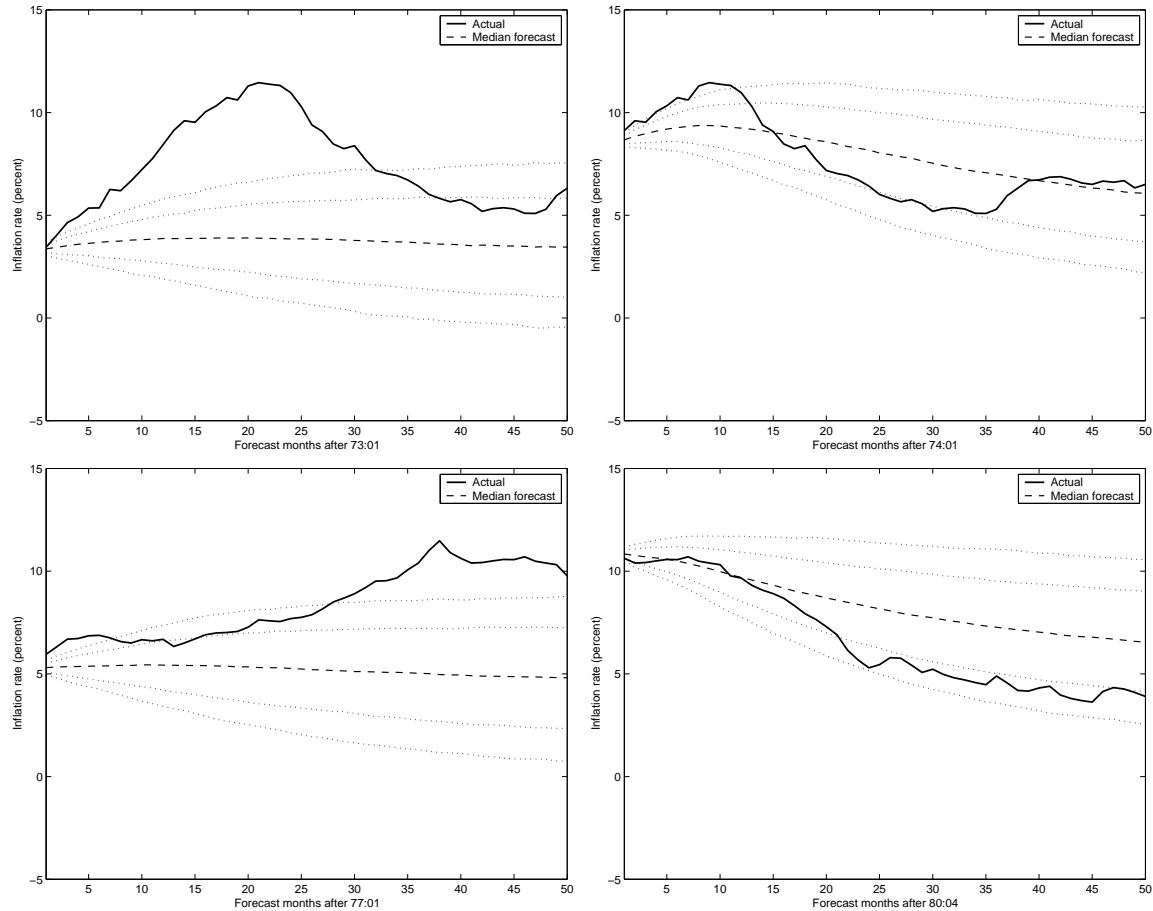 15
10
5
0
−5
Inflation rate (percent)
Actual
Median forecast
5 10 15 20 25 30 35 40 45 50
Forecast months after 73:01
15
10
5
0
−5
Inflation rate (percent)
Actual
Median forecast
5 10 15 20 25 30 35 40 45 50
Forecast months after 74:01
15
10
5
0
−5
Inflation rate (percent)
Actual
Median forecast
5 10 15 20 25 30 35 40 45 50
Forecast months after 77:01
15
10
5
0
−5
Inflation rate (percent)
Actual
Median forecast
5 10 15 20 25 30 35 40 45 50
Forecast months after 80:04